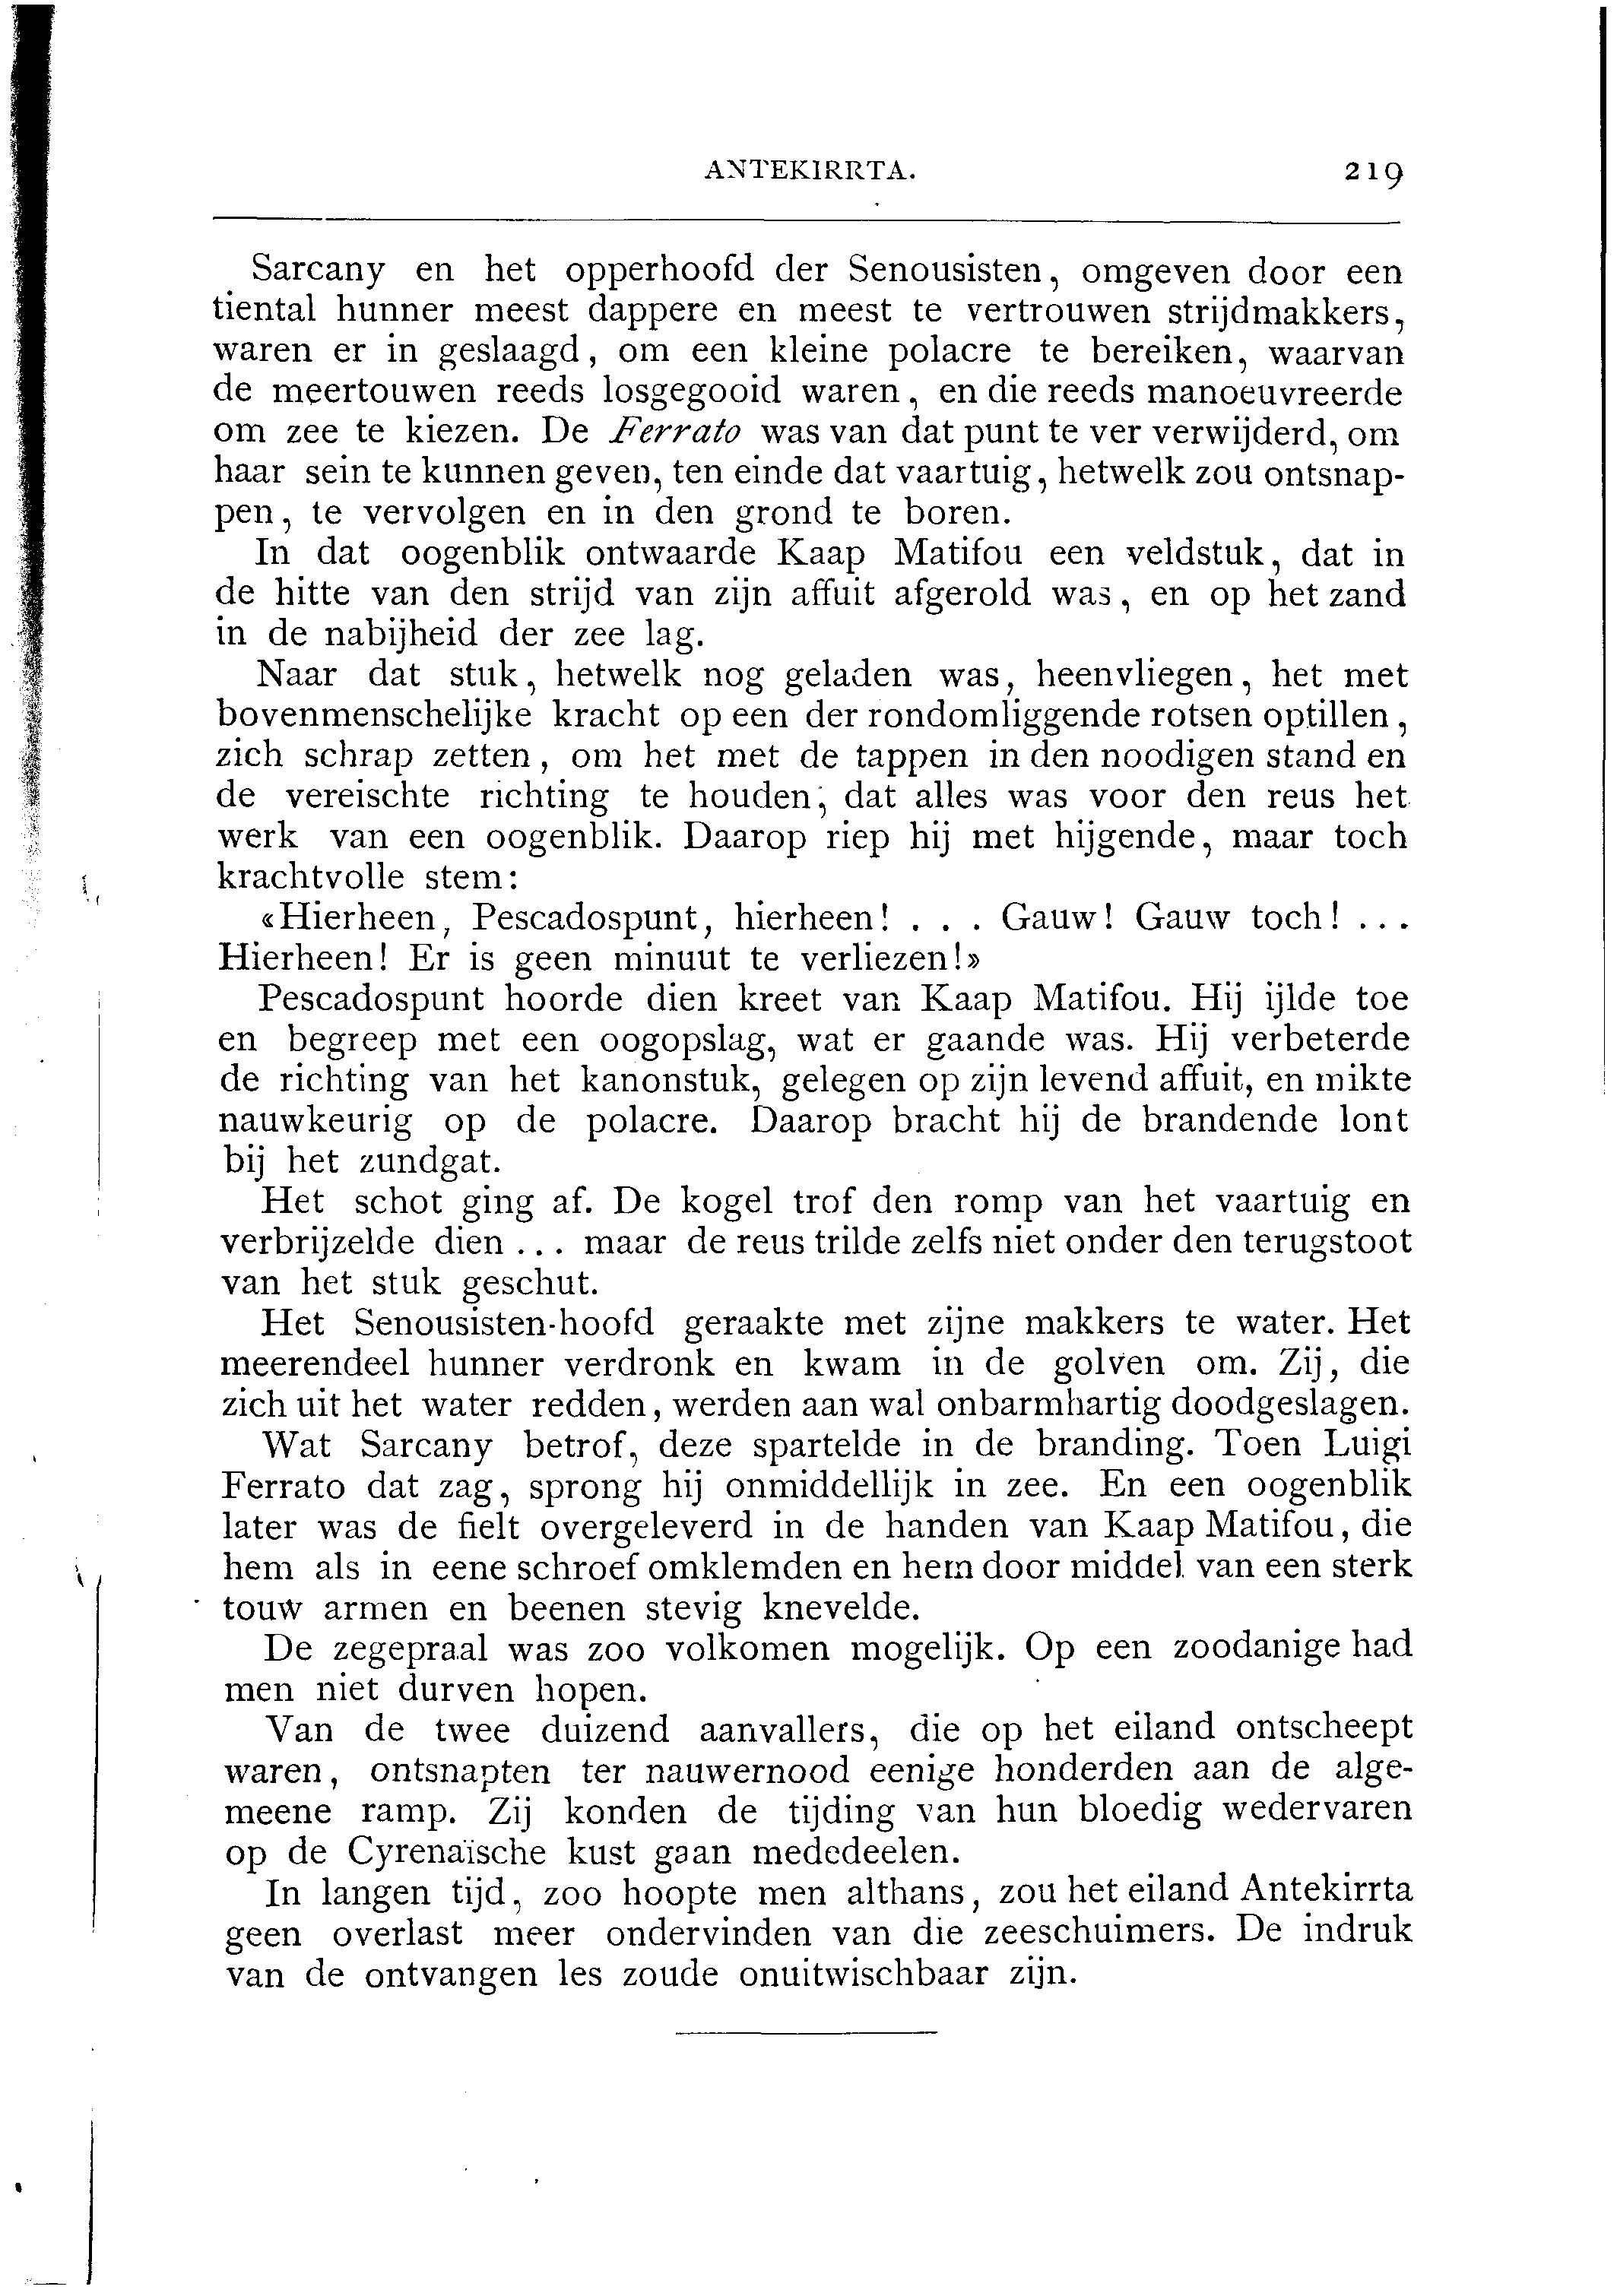 ANTEKIRRTA. 219
Sarcany en het opperhoofd der Senousisten, omgeven door een
tiental hunner meest dappere en meest te vertrouwen strijdmakkers,
waren er in geslaagd, om een kleine polacre te bereiken, waarvan
de meertouwen reeds losgegooid waren, en die reeds manoeuvreerde
om zee te kiezen. De Ferrato was van dat punt te ver verwijderd, om
haar sein te kunnen geven, ten einde dat vaartuig, hetwelk zou ontsnap-
pen, te vervolgen en in den grond te boren.
In dat oogenblik ontwaarde Kaap Matifou een veldstuk, dat in
de hitte van den strijd van zijn affuit afgerold was, en op het zand
in de nabijheid der zee lag.
Naar dat stuk, hetwelk nog geladen was, heenvliegen, het met
bovenmenschelijke kracht op een der rondomliggende rotsen optillen,
zich schrap zetten, om het met de tappen in den noodigen stand en
de vereischte richting te houden; dat alles was voor den reus het
werk van een oogenblik. Daarop riep hij met hijgende, maar toch
krachtvolle stem:
«Hierheen, Pescadospunt, hierheen! . . . Gauw! Gauw toch! ...
Hierheen! Er is geen minuut te verliezen!»
Pescadospunt hoorde dien kreet van Kaap Matifou. Hij ijlde toe
en begreep met een oogopslag, wat er gaande was. Hij verbeterde
de richting van het kanonstuk, gelegen op zijn levend affuit, en mikte
nauwkeurig op de polacre. Daarop bracht hij de brandende lont
bij het zundgat.
Het schot ging af. De kogel trof den romp van het vaartuig en
verbrijzelde dien ... maar de reus trilde zelfs niet onder den terugstoot
van het stuk geschut.
Het Senousisten-hoofd geraakte met zijne makkers te water. Het
meerendeel hunner verdronk en kwam in de golven om. Zij, die
zich uit het water redden, werden aan wal onbarmhartig doodgeslagen.
Wat Sarcany betrof, deze spartelde in de branding. Toen Luigi
Ferrato dat zag, sprong hij onmiddellijk in zee. En een oogenblik
later was de fielt overgeleverd in de handen van Kaap Matifou, die
hem als in eene schroef omklemden en hem door middel van een sterk
touw armen en beenen stevig knevelde.
De zegepraal was zoo volkomen mogelijk. Op een zoodanige had
men niet durven hopen.
Van de twee duizend aanvallers, die op het eiland ontscheept
waren, ontsnapten ter nauwernood eenige honderden aan de alge-
meene ramp. Zij konden de tijding van hun bloedig wedervaren
op de Cyrenaïsche kust gaan mededeelen.
In langen tijd, zoo hoopte men althans, zou het eiland Antekirrta
geen overlast meer ondervinden van die zeeschuimers. De indruk
van de ontvangen les zoude onuitwischbaar zijn.